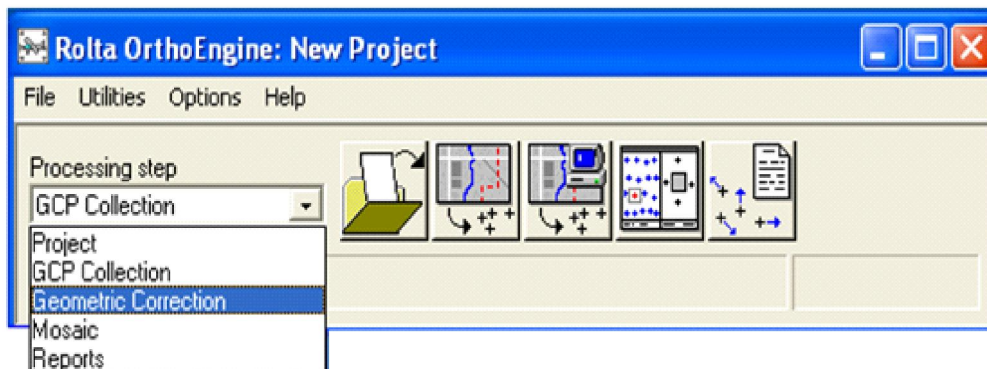 Rolta OrthoEngine: New Project
File Utilities Options Help
Processing step
GCP Collection
Project
GCP Collection
Geometric Correction
Mosaic
Reports